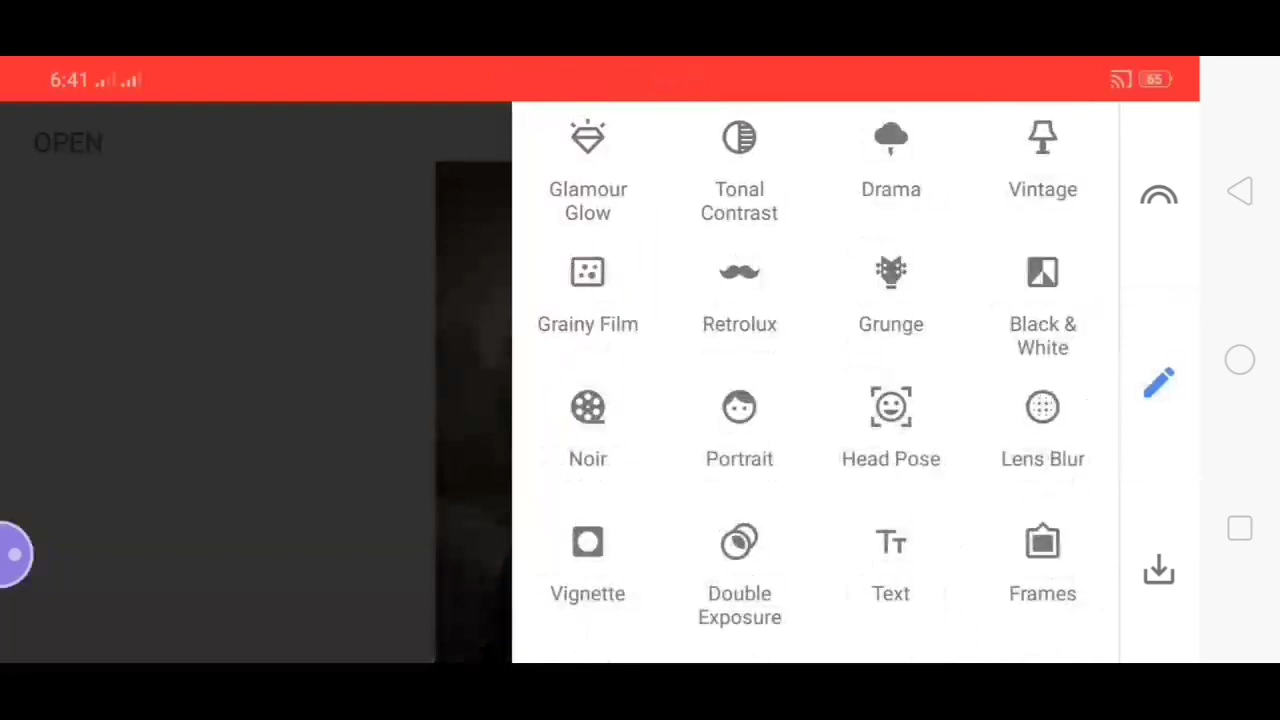 6:41
65
OPEN
Glamour
Glow
Tonal
Contrast
Drama
Vintage
Grainy Film
Retrolux
Grunge
Black &
White
Noir
Portrait
Head Pose
Lens Blur
Vignette
Double
Exposure
Text
Frames